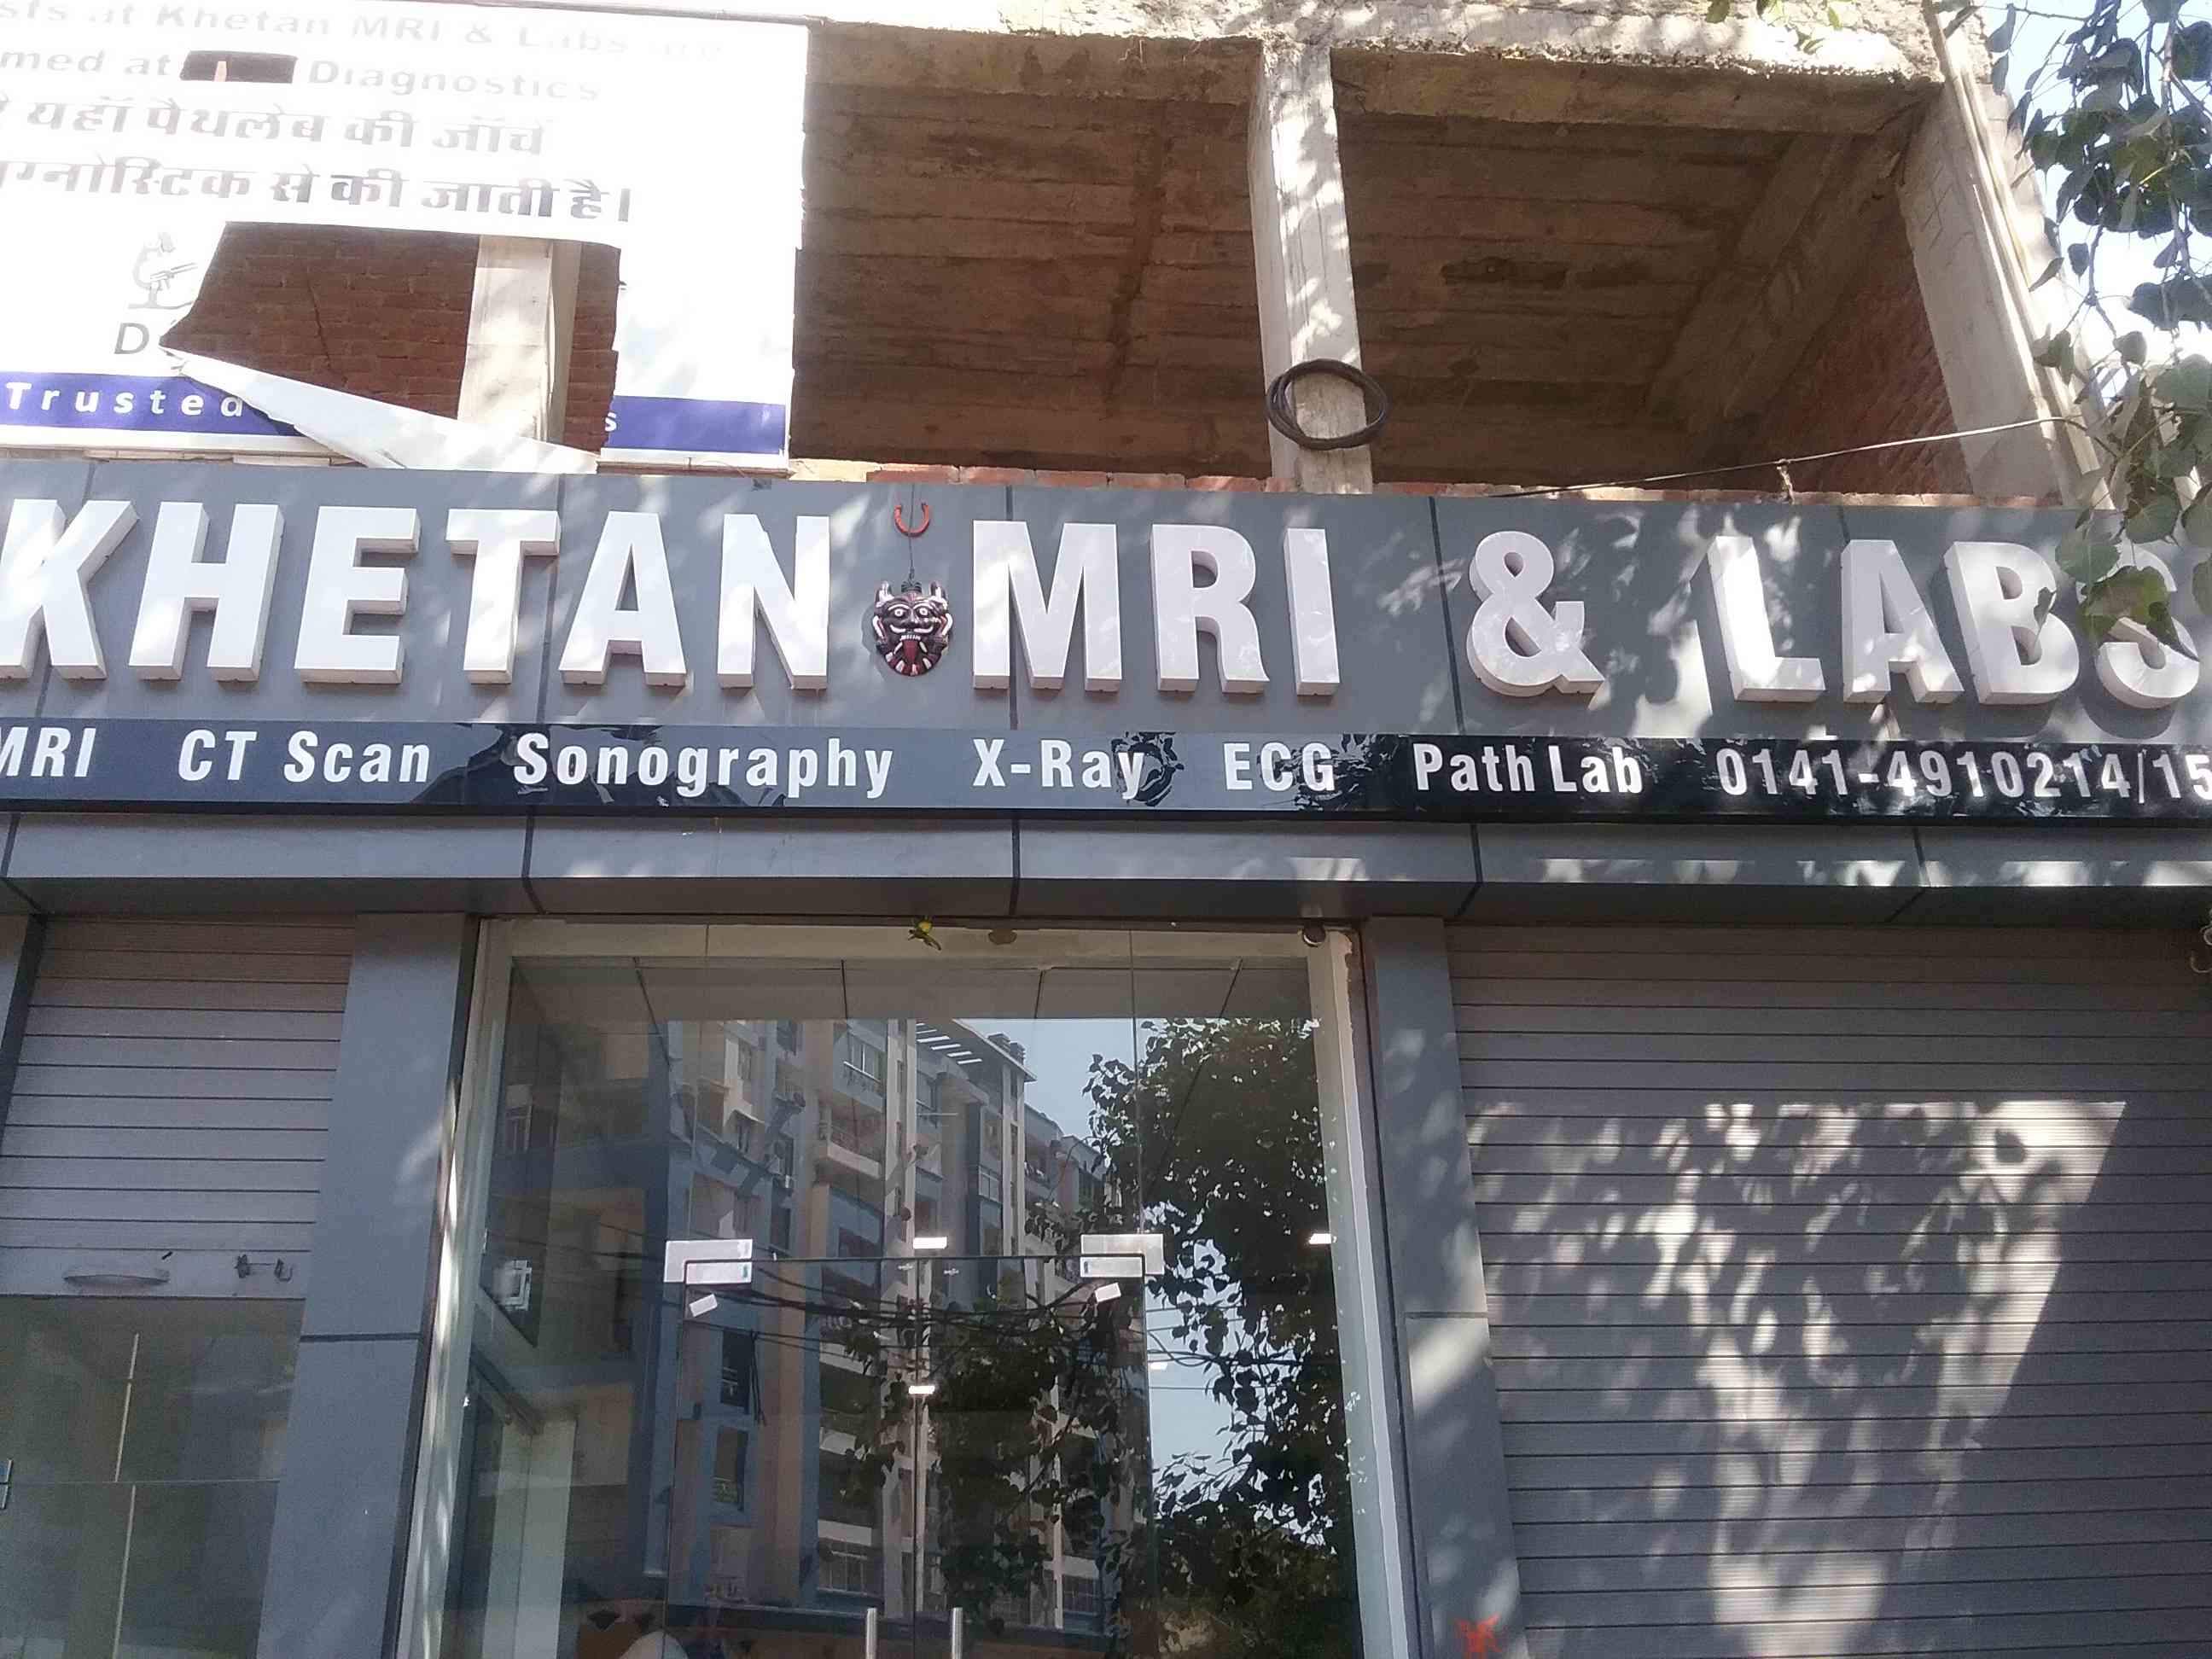 at Khetan MRI & Labs are
med at Diagnostics
यहाँ पैथलेब की जाँचें
ग्नोस्टिक से की जाती है।
D
Trusted s
KHETAN MRI & LABS
MRI CT Scan Sonography X-Ray ECG Path Lab 0141-4910214/15